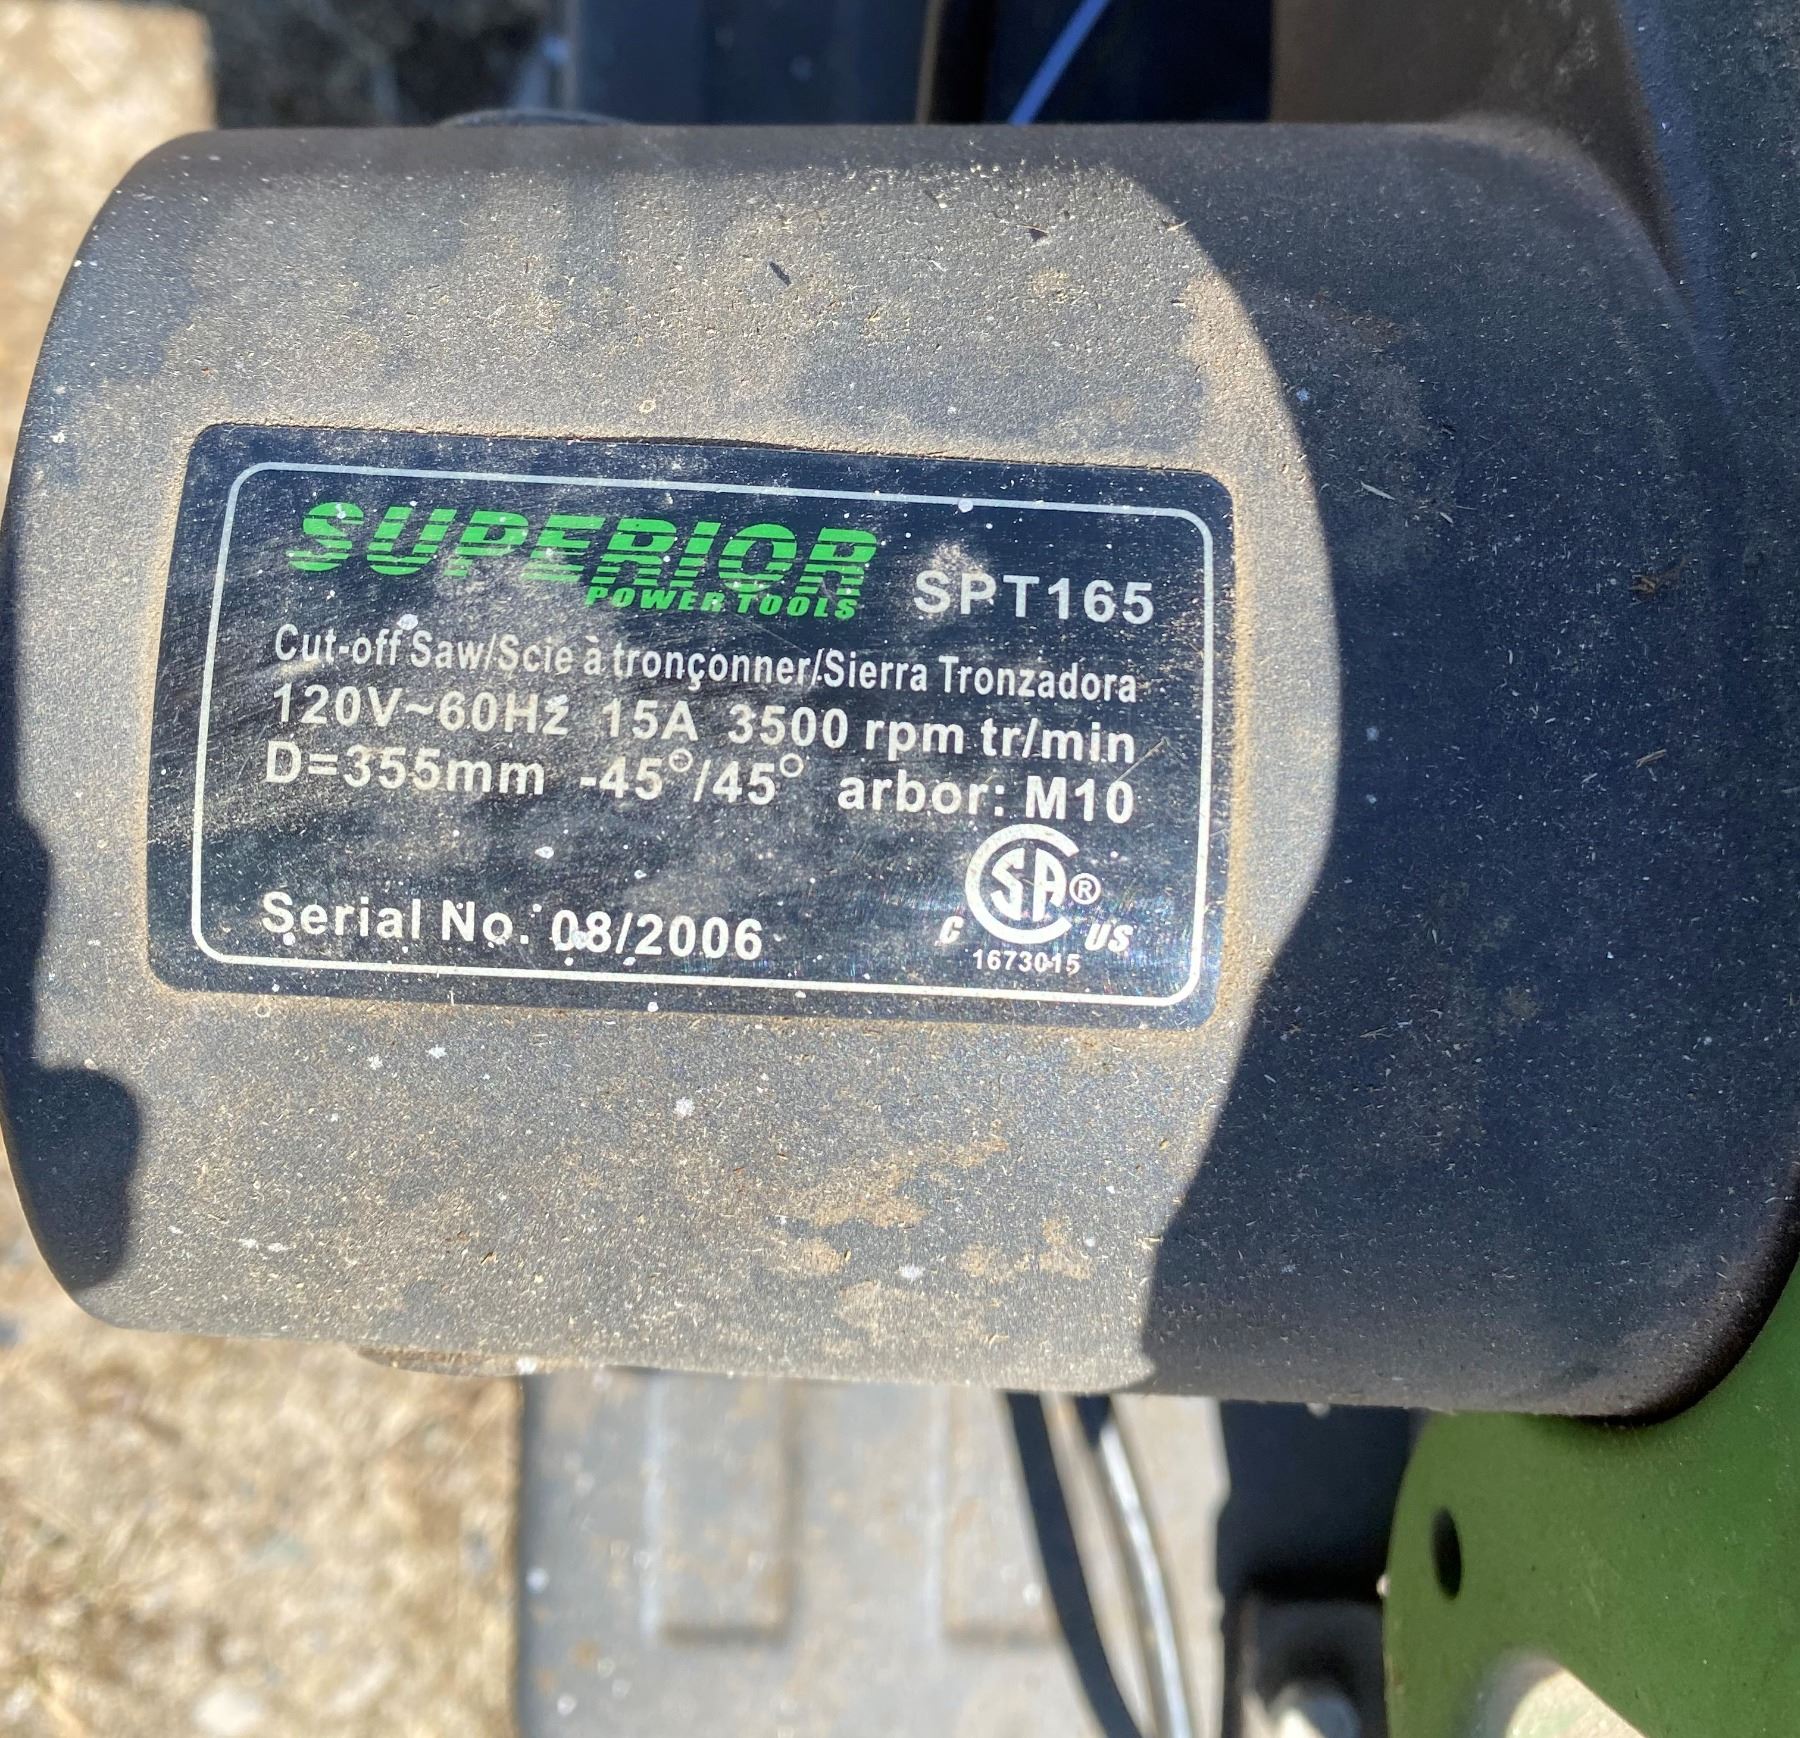 SUPERIOR SPT165
POWER TOOLS
Cut-off Saw/Scie à tronçonner/Sierra Tronzadora
120V~60Hz 15A 3500 rpm tr/min
D=355mm -45°/45° arbor: M10
Serial No. 08/2006
CSA®
C US
1673015